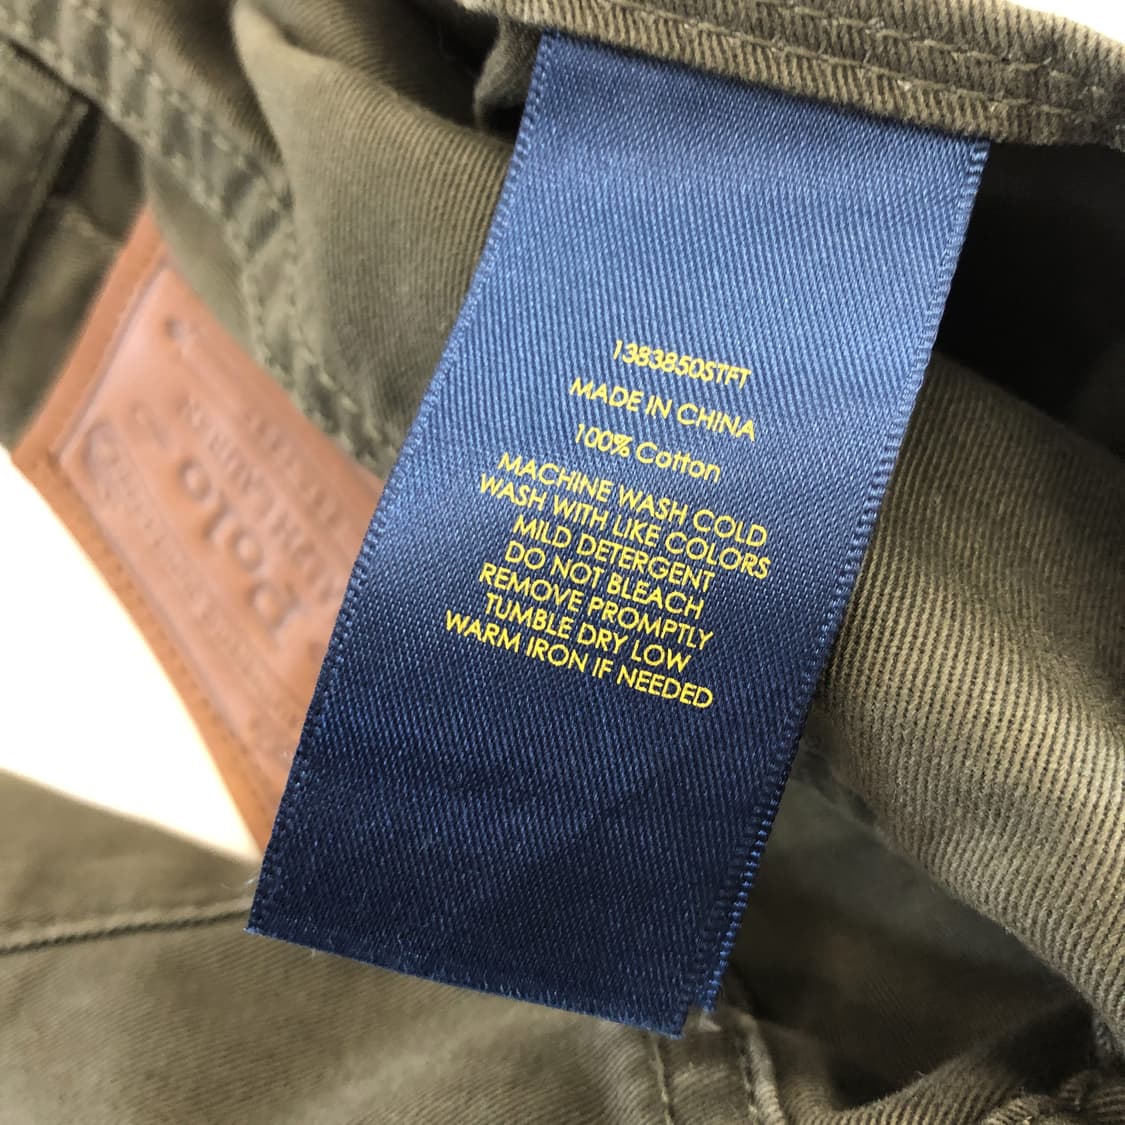 1383850STFT
MADE IN CHINA
100% Cotton
MACHINE WASH COLD
WASH WITH LIKE COLORS
MILD DETERGENT
DO NOT BLEACH
REMOVE PROMPTLY
TUMBLE DRY LOW
WARM IRON IF NEEDED
Polo